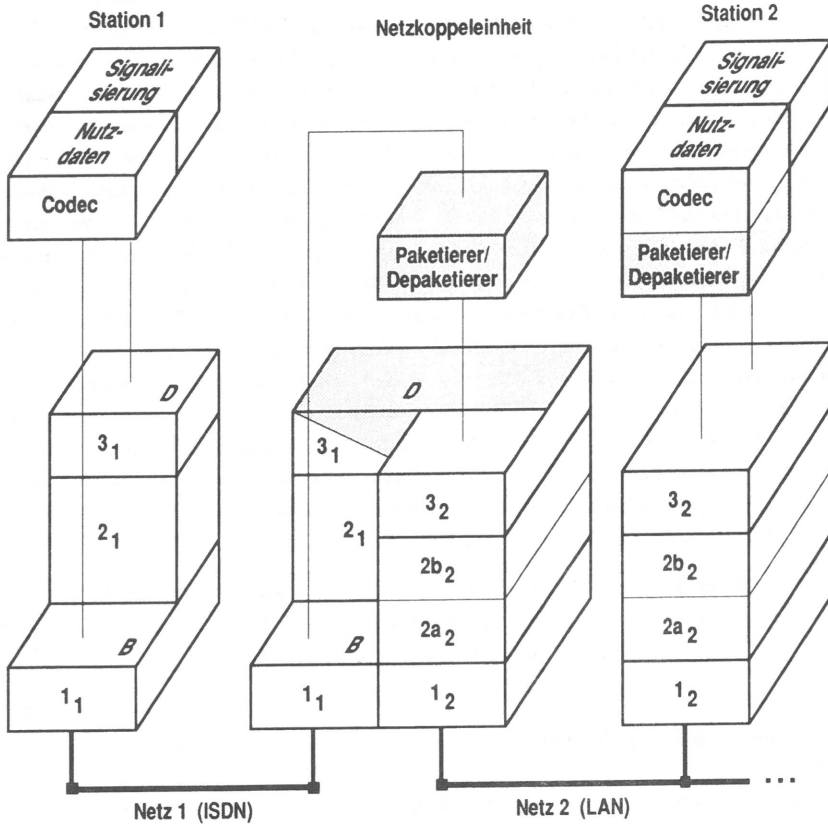 Station 1
Netzkoppeleinheit
Station 2
Signali-
sierung
Nutz-
daten
Codec
Paketierer/
Depaketierer
Signali-
sierung
Nutz-
daten
Codec
Paketierer/
Depaketierer
D
3₁
2₁
B
1₁
D
3₁
2₁
B
1₁
3₂
2b₂
2a₂
1₂
3₂
2b₂
2a₂
1₂
...
Netz 1 (ISDN)
Netz 2 (LAN)